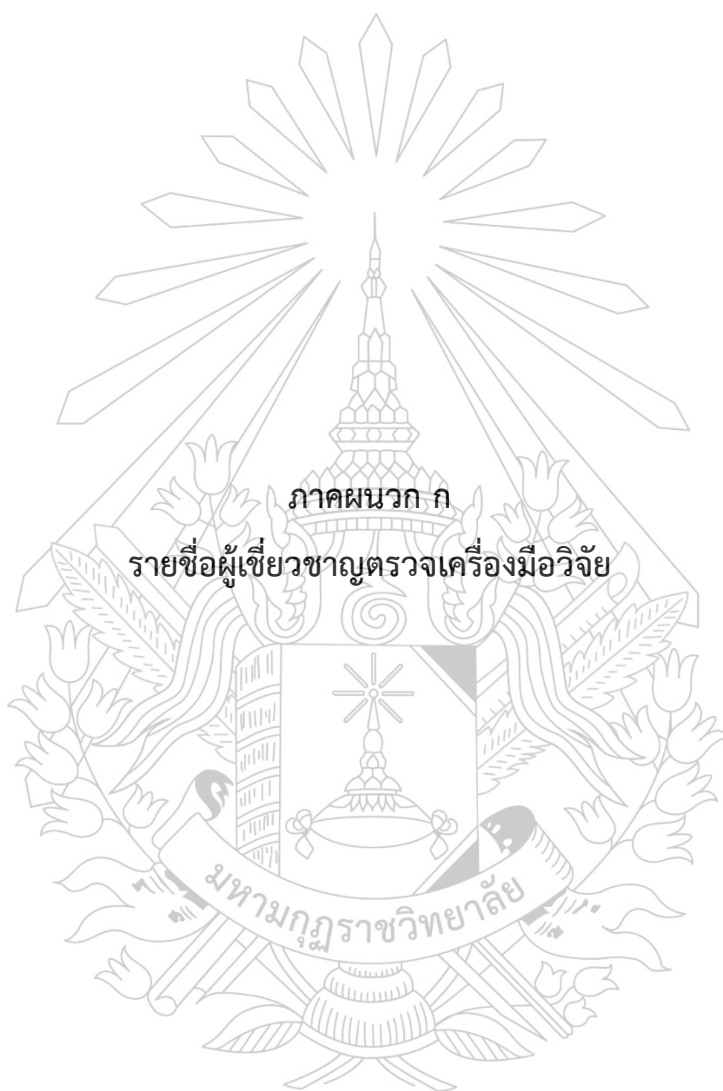 ภาคผนวก ก
รายชื่อผู้เชี่ยวชาญตรวจเครื่องมือวิจัย
มหามกุฏราชวิทยาลัย